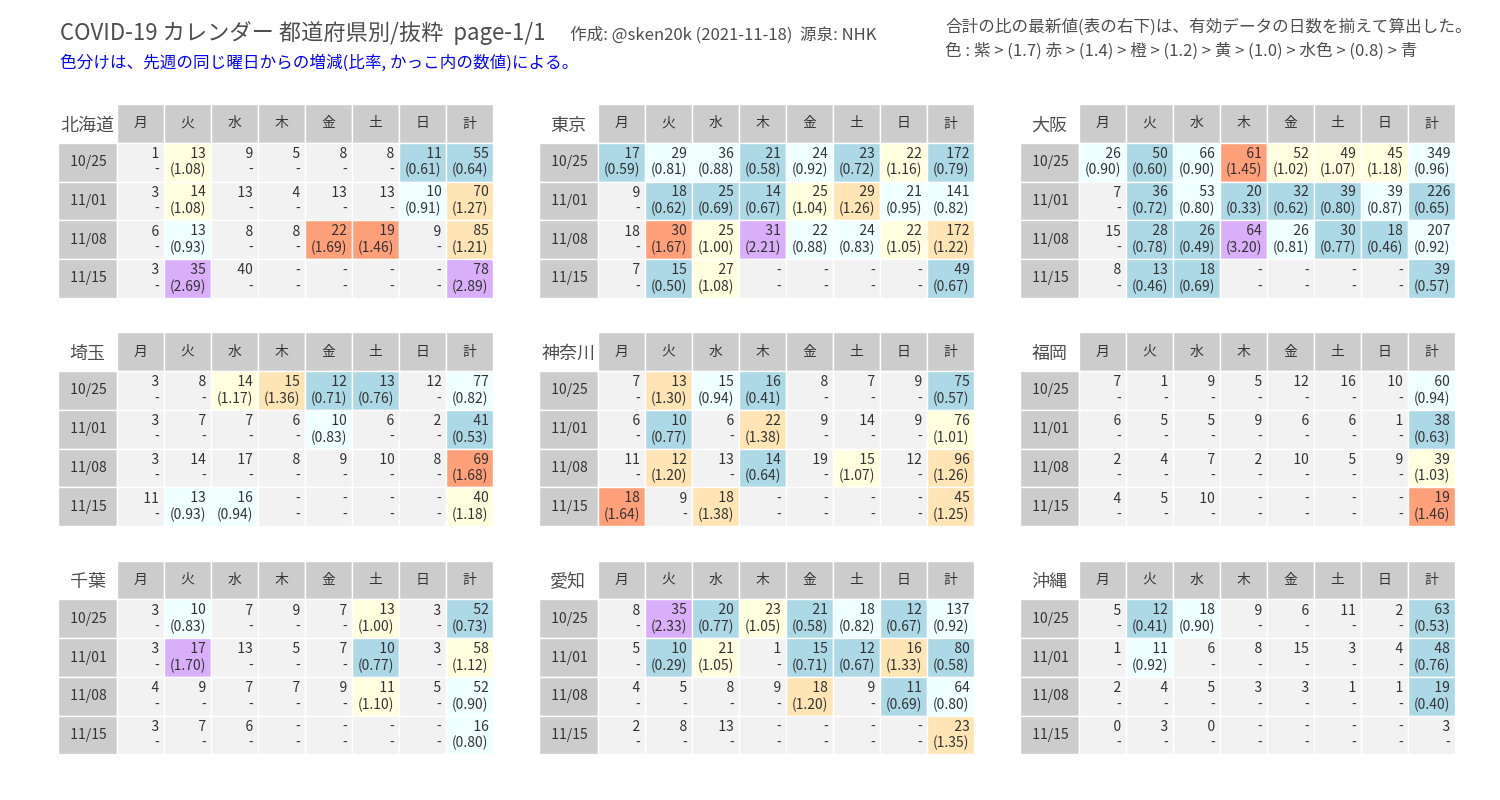 COVID-19 カレンダー 都道府県別/抜粋 page-1/1 作成: @sken20k (2021-11-18) 源泉: NHK
合計の比の最新値(表の右下)は、有効データの日数を揃えて算出した。
色分けは、先週の同じ曜日からの増減(比率, かっこ内の数値)による。
色 : 紫 > (1.7) 赤 > (1.4) > 橙 > (1.2) > 黄 > (1.0) > 水色 > (0.8) > 青
北海道 月 火 水 木 金 土 日 計
10/25 1 13 9 5 8 8 11 55
- (1.08) - - - - (0.61) (0.64)
11/01 3 14 13 4 13 13 10 70
- (1.08) - - - - (0.91) (1.27)
11/08 6 13 8 8 22 19 9 85
- (0.93) - - (1.69) (1.46) - (1.21)
11/15 3 35 40 - - - - 78
- (2.69) - - - - - (2.89)
東京 月 火 水 木 金 土 日 計
10/25 17 29 36 21 24 23 22 172
(0.59) (0.81) (0.88) (0.58) (0.92) (0.72) (1.16) (0.79)
11/01 9 18 25 14 25 29 21 141
- (0.62) (0.69) (0.67) (1.04) (1.26) (0.95) (0.82)
11/08 18 30 25 31 22 24 22 172
- (1.67) (1.00) (2.21) (0.88) (0.83) (1.05) (1.22)
11/15 7 15 27 - - - - 49
- (0.50) (1.08) - - - - (0.67)
大阪 月 火 水 木 金 土 日 計
10/25 26 50 66 61 52 49 45 349
(0.90) (0.60) (0.90) (1.45) (1.02) (1.07) (1.18) (0.96)
11/01 7 36 53 20 32 39 39 226
- (0.72) (0.80) (0.33) (0.62) (0.80) (0.87) (0.65)
11/08 15 28 26 64 26 30 18 207
- (0.78) (0.49) (3.20) (0.81) (0.77) (0.46) (0.92)
11/15 8 13 18 - - - - 39
- (0.46) (0.69) - - - - (0.57)
埼玉 月 火 水 木 金 土 日 計
10/25 3 8 14 15 12 13 12 77
- - (1.17) (1.36) (0.71) (0.76) - (0.82)
11/01 3 7 7 6 10 6 2 41
- - - - (0.83) - - (0.53)
11/08 3 14 17 8 9 10 8 69
- - - - - - - (1.68)
11/15 11 13 16 - - - - 40
- (0.93) (0.94) - - - - (1.18)
神奈川 月 火 水 木 金 土 日 計
10/25 7 13 15 16 8 7 9 75
- (1.30) (0.94) (0.41) - - - (0.57)
11/01 6 10 6 22 9 14 9 76
- (0.77) - (1.38) - - - (1.01)
11/08 11 12 13 14 19 15 12 96
- (1.20) - (0.64) - (1.07) - (1.26)
11/15 18 9 18 - - - - 45
(1.64) - (1.38) - - - - (1.25)
福岡 月 火 水 木 金 土 日 計
10/25 7 1 9 5 12 16 10 60
- - - - - - - (0.94)
11/01 6 5 5 9 6 6 1 38
- - - - - - - (0.63)
11/08 2 4 7 2 10 5 9 39
- - - - - - - (1.03)
11/15 4 5 10 - - - - 19
- - - - - - - (1.46)
千葉 月 火 水 木 金 土 日 計
10/25 3 10 7 9 7 13 3 52
- (0.83) - - - (1.00) - (0.73)
11/01 3 17 13 5 7 10 3 58
- (1.70) - - - (0.77) - (1.12)
11/08 4 9 7 7 9 11 5 52
- - - - - (1.10) - (0.90)
11/15 3 7 6 - - - - 16
- - - - - - - (0.80)
愛知 月 火 水 木 金 土 日 計
10/25 8 35 20 23 21 18 12 137
- (2.33) (0.77) (1.05) (0.58) (0.82) (0.67) (0.92)
11/01 5 10 21 1 15 12 16 80
- (0.29) (1.05) - (0.71) (0.67) (1.33) (0.58)
11/08 4 5 8 9 18 9 11 64
- - - - (1.20) - (0.69) (0.80)
11/15 2 8 13 - - - - 23
- - - - - - - (1.35)
沖縄 月 火 水 木 金 土 日 計
10/25 5 12 18 9 6 11 2 63
- (0.41) (0.90) - - - - (0.53)
11/01 1 11 6 8 15 3 4 48
- (0.92) - - - - - (0.76)
11/08 2 4 5 3 3 1 1 19
- - - - - - - (0.40)
11/15 0 3 0 - - - - 3
- - - - - - - -